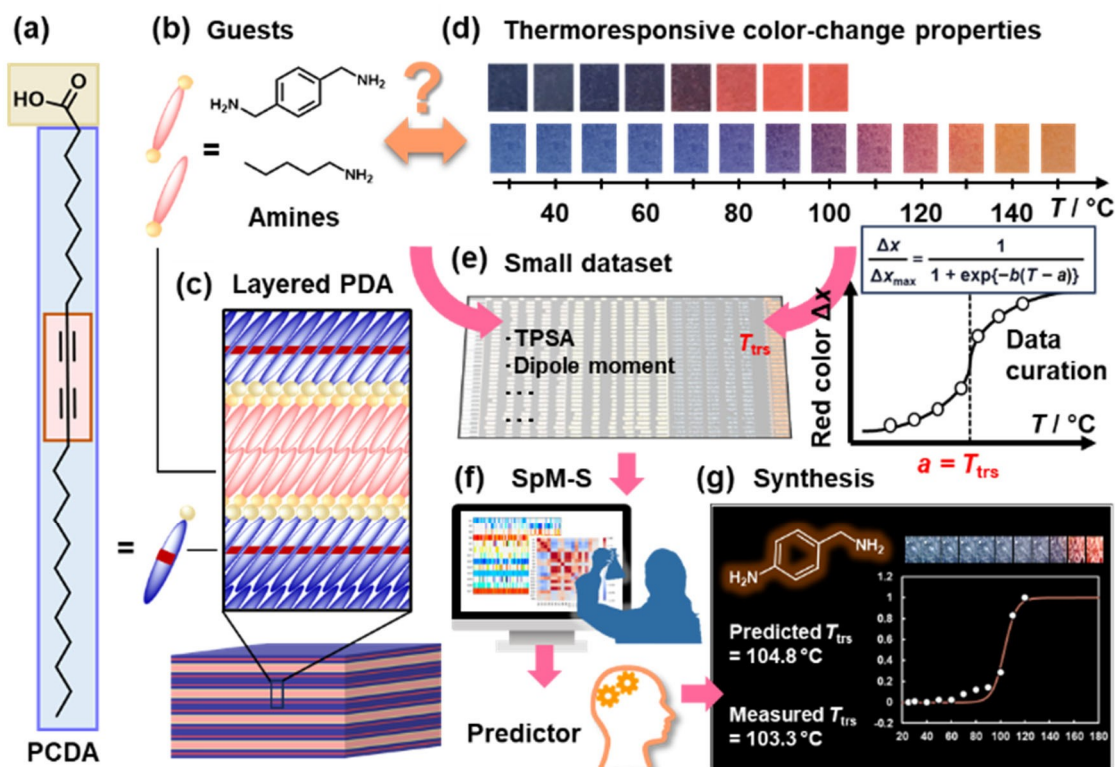 (a)
HO
O
PCDA
(b) Guests
NH2
H2N
=
NH2
Amines
?
(c) Layered PDA
=
(d) Thermoresponsive color-change properties
40 60 80 100 120 140 T / °C
(e) Small dataset
- TPSA
- Dipole moment
- - -
- - -
Ttrs
Δx / Δxmax = 1 / 1 + exp{-b(T - a)}
Red color Δx
Data
curation
T / °C
a = Ttrs
(f) SpM-S
Predictor
(g) Synthesis
NH2
H2N
Predicted Ttrs
= 104.8 °C
Measured Ttrs
= 103.3 °C
1.2
1
0.8
0.6
0.4
0.2
0
-0.2
20 40 60 80 100 120 140 160 180